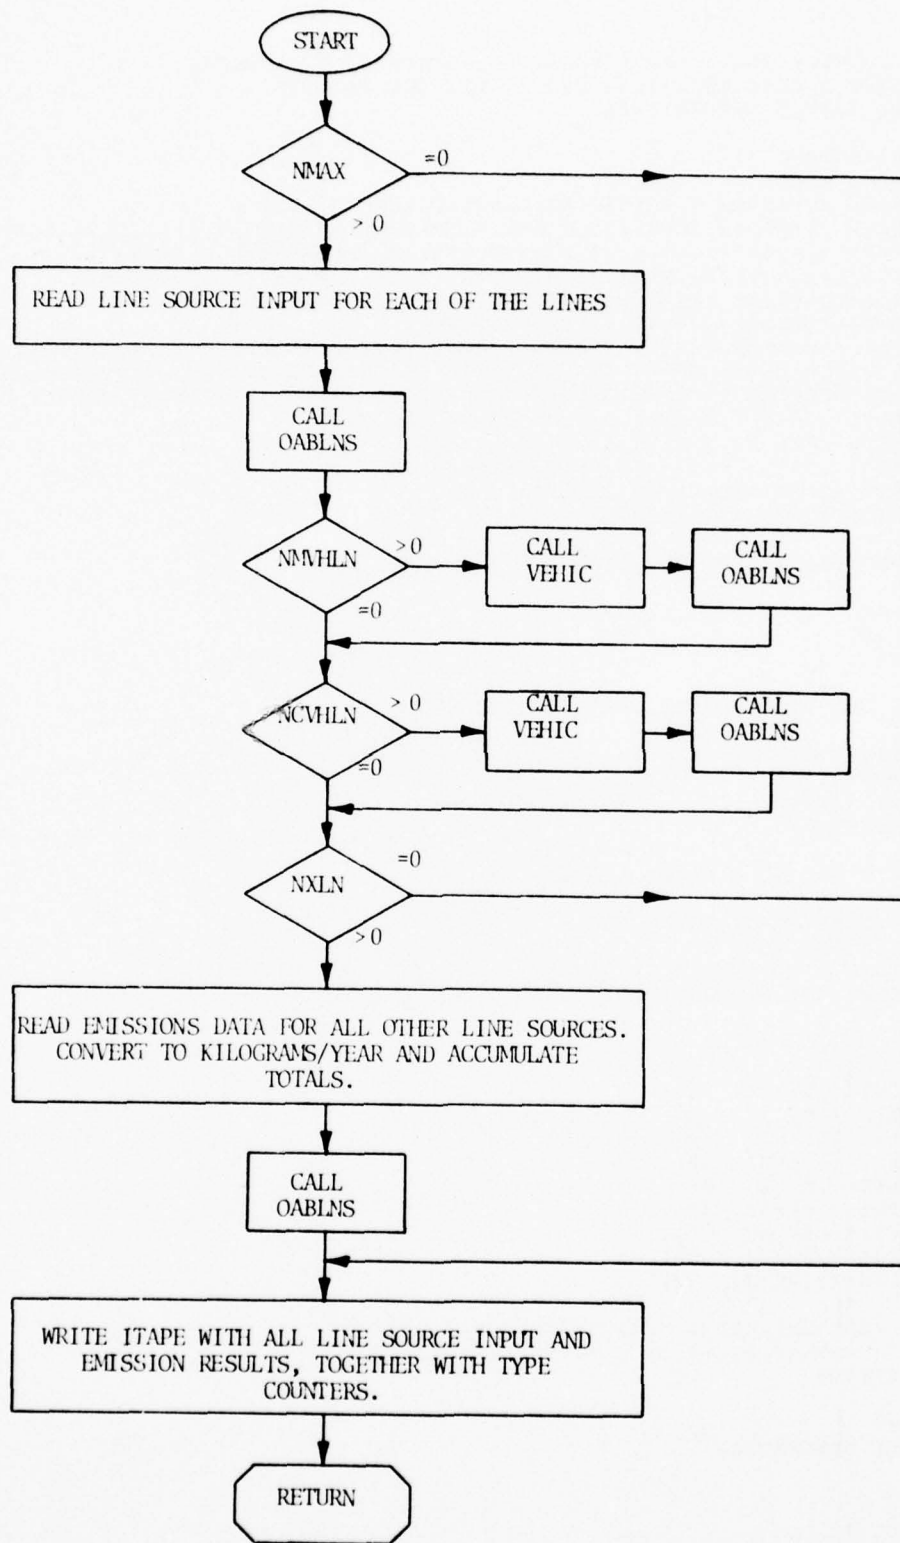 START
NMAX
=0
> 0
READ LINE SOURCE INPUT FOR EACH OF THE LINES
CALL
OABLNS
NMVHLN
>0
=0
CALL
VEHIC
CALL
OABLNS
NCVHLN
> 0
=0
CALL
VEHIC
CALL
OABLNS
NXLN
=0
>0
READ EMISSIONS DATA FOR ALL OTHER LINE SOURCES.
CONVERT TO KILOGRAMS/YEAR AND ACCUMULATE
TOTALS.
CALL
OABLNS
WRITE ITAPE WITH ALL LINE SOURCE INPUT AND
EMISSION RESULTS, TOGETHER WITH TYPE
COUNTERS.
RETURN